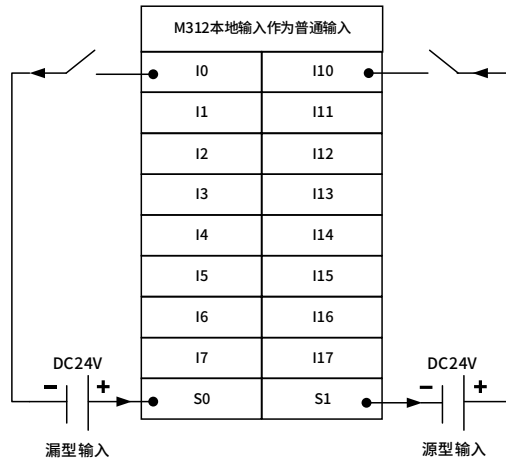 M312本地输入作为普通输入
I0 I10
I1 I11
I2 I12
I3 I13
I4 I14
I5 I15
I6 I16
I7 I17
DC24V DC24V
− + − +
S0 S1
漏型输入 源型输入